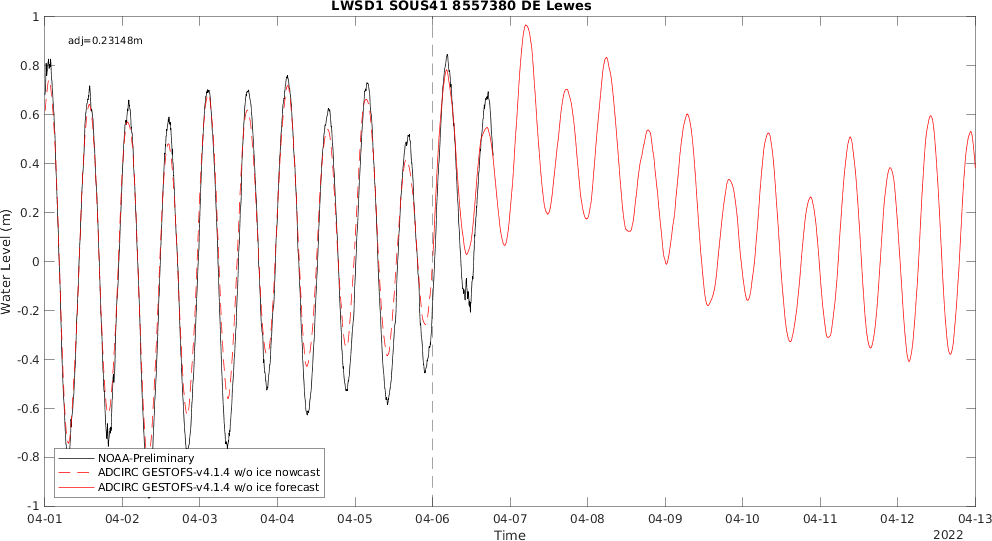 LWSD1 SOUS41 8557380 DE Lewes
adj=0.23148m
Water Level (m)
1
0.8
0.6
0.4
0.2
0
-0.2
-0.4
-0.6
-0.8
-1
NOAA-Preliminary
ADCIRC GESTOFS-v4.1.4 w/o ice nowcast
ADCIRC GESTOFS-v4.1.4 w/o ice forecast
04-01 04-02 04-03 04-04 04-05 04-06 04-07 04-08 04-09 04-10 04-11 04-12 04-13
Time
2022